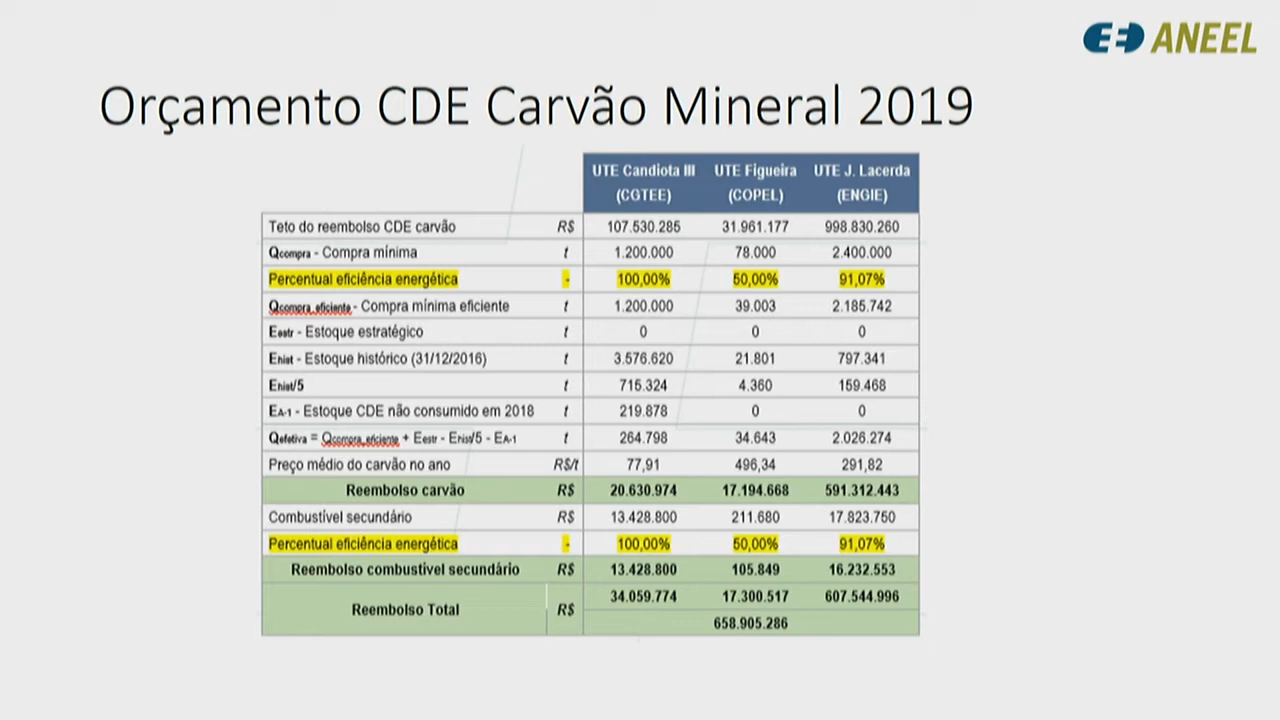 ANEEL
Orçamento CDE Carvão Mineral 2019
UTE Candiota III UTE Figueira UTE J. Lacerda
(CGTEE) (COPEL) (ENGIE)
Teto do reembolso CDE carvão R$ 107.530.285 31.961.177 998.830.260
Qcompra - Compra mínima t 1.200.000 78.000 2.400.000
Percentual eficiência energética - 100,00% 50,00% 91,07%
Qcompra_eficiente - Compra mínima eficiente t 1.200.000 39.003 2.185.742
Eestr - Estoque estratégico t 0 0 0
Ehist - Estoque histórico (31/12/2016) t 3.576.620 21.801 797.341
Ehist/5 t 715.324 4.360 159.468
EA-1 - Estoque CDE não consumido em 2018 t 219.878 0 0
Qefetiva = Qcompra_eficiente + Eestr - Ehist/5 - EA-1 t 264.798 34.643 2.026.274
Preço médio do carvão no ano R$/t 77,91 496,34 291,82
Reembolso carvão R$ 20.630.974 17.194.668 591.312.443
Combustível secundário R$ 13.428.800 211.680 17.823.750
Percentual eficiência energética - 100,00% 50,00% 91,07%
Reembolso combustível secundário R$ 13.428.800 105.849 16.232.553
Reembolso Total R$ 34.059.774 17.300.517 607.544.996
658.905.286